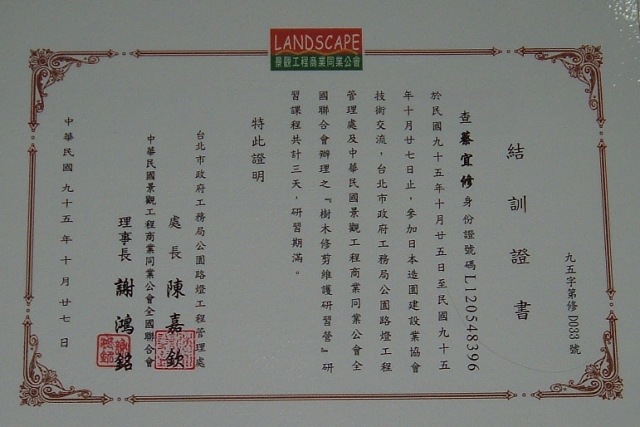 LANDSCAPE
景觀工程商業同業公會
九五字第修D033號
結訓證書
查蔡宜修身份證號碼L120548396
於民國九十五年十月廿五日至民國九十五
年十月廿七日止，參加日本造園建設業協會
技術交流，台北市政府工務局公園路燈工程
管理處及中華民國景觀工程商業同業公會全
國聯合會辦理之『樹木修剪維護研習營』研
習課程共計三天，研習期滿。
特此證明
台北市政府工務局公園路燈工程管理處
處長 陳嘉欽
中華民國景觀工程商業同業公會全國聯合會
理事長 謝鴻銘
中華民國九十五年十月廿七日